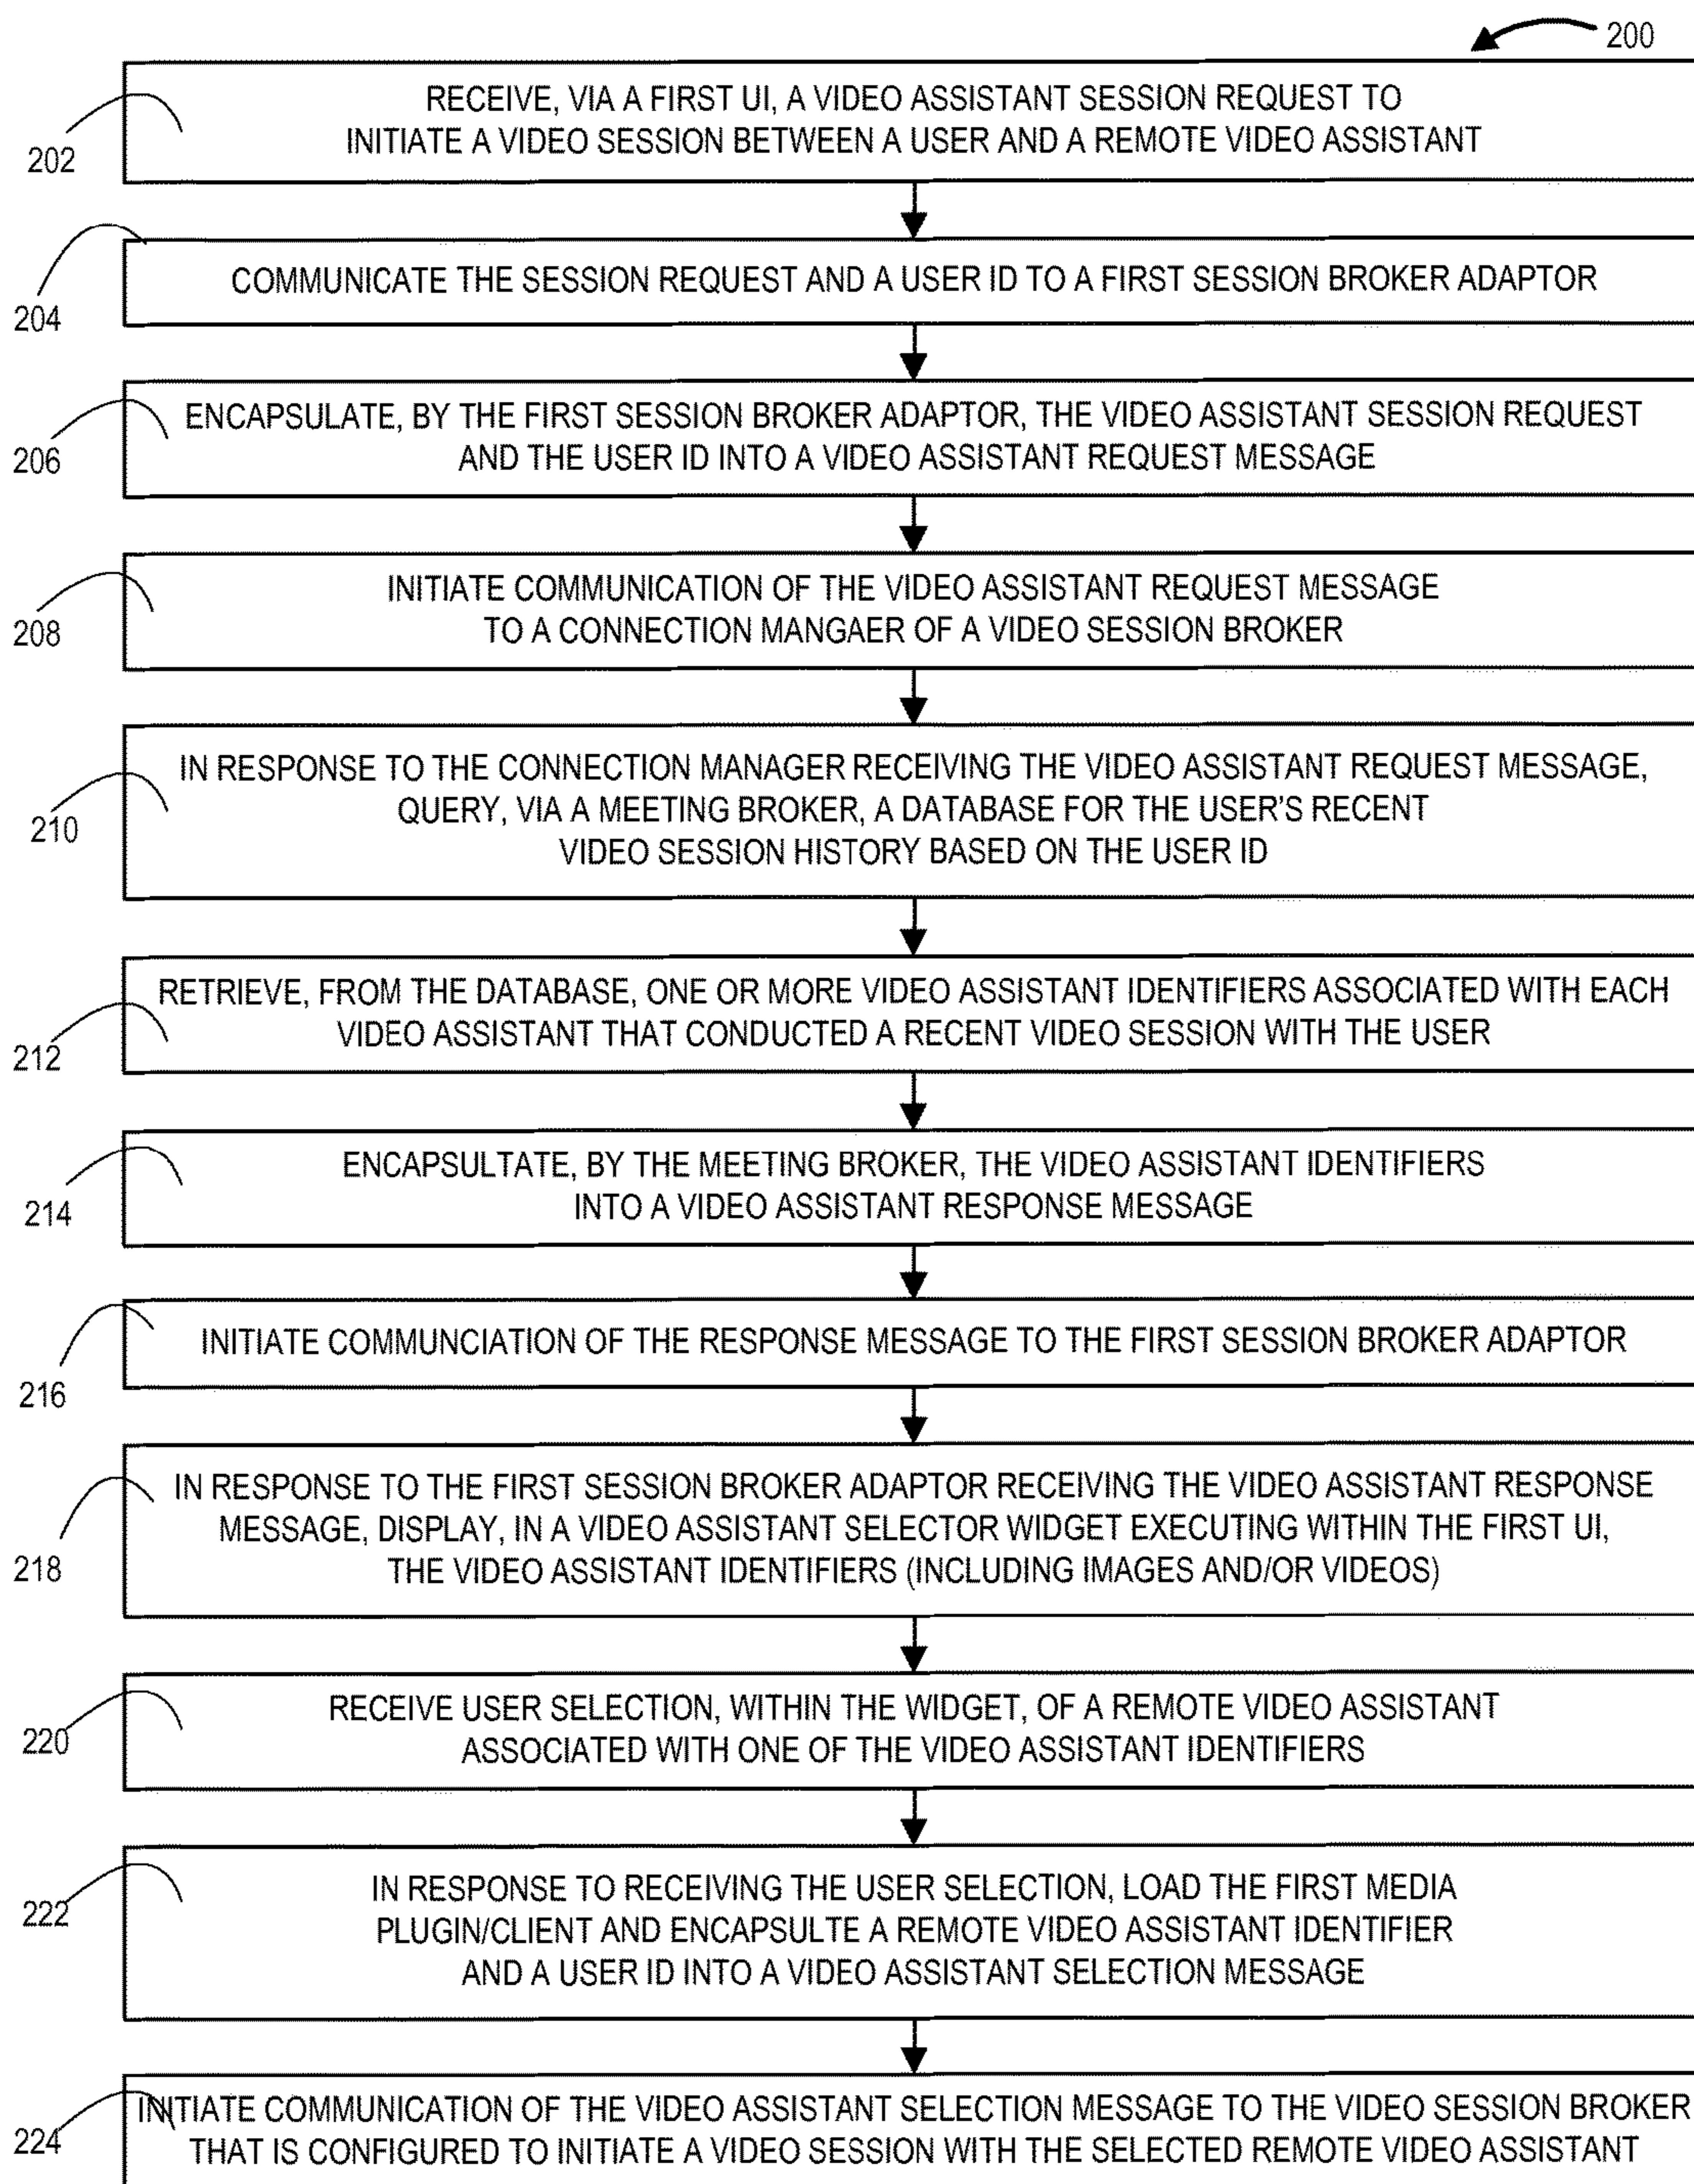 200
202
RECEIVE, VIA A FIRST UI, A VIDEO ASSISTANT SESSION REQUEST TO
INITIATE A VIDEO SESSION BETWEEN A USER AND A REMOTE VIDEO ASSISTANT
204
COMMUNICATE THE SESSION REQUEST AND A USER ID TO A FIRST SESSION BROKER ADAPTOR
206
ENCAPSULATE, BY THE FIRST SESSION BROKER ADAPTOR, THE VIDEO ASSISTANT SESSION REQUEST
AND THE USER ID INTO A VIDEO ASSISTANT REQUEST MESSAGE
208
INITIATE COMMUNICATION OF THE VIDEO ASSISTANT REQUEST MESSAGE
TO A CONNECTION MANGAER OF A VIDEO SESSION BROKER
210
IN RESPONSE TO THE CONNECTION MANAGER RECEIVING THE VIDEO ASSISTANT REQUEST MESSAGE,
QUERY, VIA A MEETING BROKER, A DATABASE FOR THE USER'S RECENT
VIDEO SESSION HISTORY BASED ON THE USER ID
212
RETRIEVE, FROM THE DATABASE, ONE OR MORE VIDEO ASSISTANT IDENTIFIERS ASSOCIATED WITH EACH
VIDEO ASSISTANT THAT CONDUCTED A RECENT VIDEO SESSION WITH THE USER
214
ENCAPSULTATE, BY THE MEETING BROKER, THE VIDEO ASSISTANT IDENTIFIERS
INTO A VIDEO ASSISTANT RESPONSE MESSAGE
216
INITIATE COMMUNCIATION OF THE RESPONSE MESSAGE TO THE FIRST SESSION BROKER ADAPTOR
218
IN RESPONSE TO THE FIRST SESSION BROKER ADAPTOR RECEIVING THE VIDEO ASSISTANT RESPONSE
MESSAGE, DISPLAY, IN A VIDEO ASSISTANT SELECTOR WIDGET EXECUTING WITHIN THE FIRST UI,
THE VIDEO ASSISTANT IDENTIFIERS (INCLUDING IMAGES AND/OR VIDEOS)
220
RECEIVE USER SELECTION, WITHIN THE WIDGET, OF A REMOTE VIDEO ASSISTANT
ASSOCIATED WITH ONE OF THE VIDEO ASSISTANT IDENTIFIERS
222
IN RESPONSE TO RECEIVING THE USER SELECTION, LOAD THE FIRST MEDIA
PLUGIN/CLIENT AND ENCAPSULTE A REMOTE VIDEO ASSISTANT IDENTIFIER
AND A USER ID INTO A VIDEO ASSISTANT SELECTION MESSAGE
224
INITIATE COMMUNICATION OF THE VIDEO ASSISTANT SELECTION MESSAGE TO THE VIDEO SESSION BROKER
THAT IS CONFIGURED TO INITIATE A VIDEO SESSION WITH THE SELECTED REMOTE VIDEO ASSISTANT